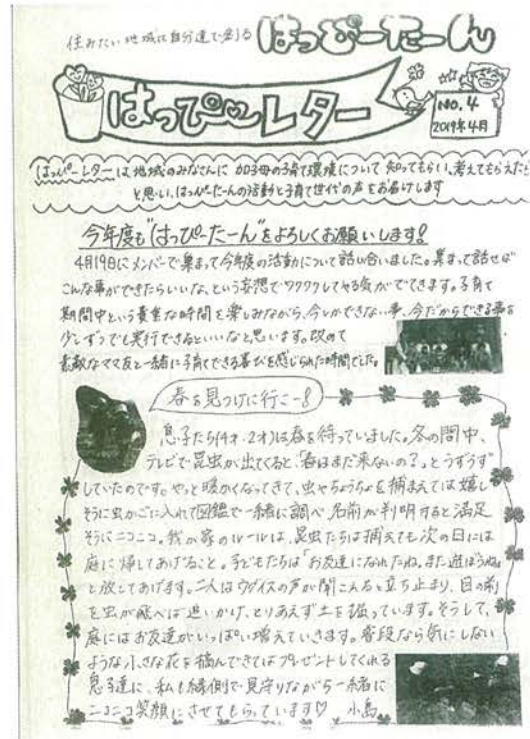 住みたい地域は自分達で創る はっぴーたーん
はっぴーレター
NO.4
2019年4月
はっぴーレターは地域のみなさんに 加子母の子育て環境について 知ってもらい、考えてもらえたら
と思い、はっぴーたーんの活動と子育て世代の声をお届けします
今年度も"はっぴーたーん"をよろしくお願いします!
4月19日にメンバーで集まって今年度の活動について話し合いました。集まって話せば
こんな事ができたらいいな、という妄想でワクワクしてやる気がでてきます。子育て
期間中という貴重な時間を楽しみながら、今しかできない事、今だからできる事を
少しずつでも実行できるといいなと思います。改めて
素敵なママ友と一緒に子育てできる喜びを感じられた時間でした。
春を見つけに行こー!
息子たち(4才・2才)は春を待っていました。冬の間中、
テレビで昆虫が出てくると「春はまだ来ないの?」とうずうず
していたのです。やっと暖かくなってきて、虫やちょうちょを捕まえては嬉し
そうに虫かごに入れて図鑑で一緒に調べ、名前が判明すると満足
そうにニコニコ。我が家のルールは、昆虫たちは捕えても次の日には
庭に帰してあげること。子どもたちは「お友達になれたね。また遊ぼうね」
と放してあげます。二人はウグイスの声が聞こえると立ち止まり、目の前
を虫が飛べば追いかけ、とりあえず土を掘っています。そうして、
庭にはお友達がいっぱい増えていきます。普段なら気にしない
ような小さな花を摘んできてはプレゼントしてくれる
息子達に、私も縁側で見守りながら一緒に
ニコニコ笑顔にさせてもらっています♡ 小島